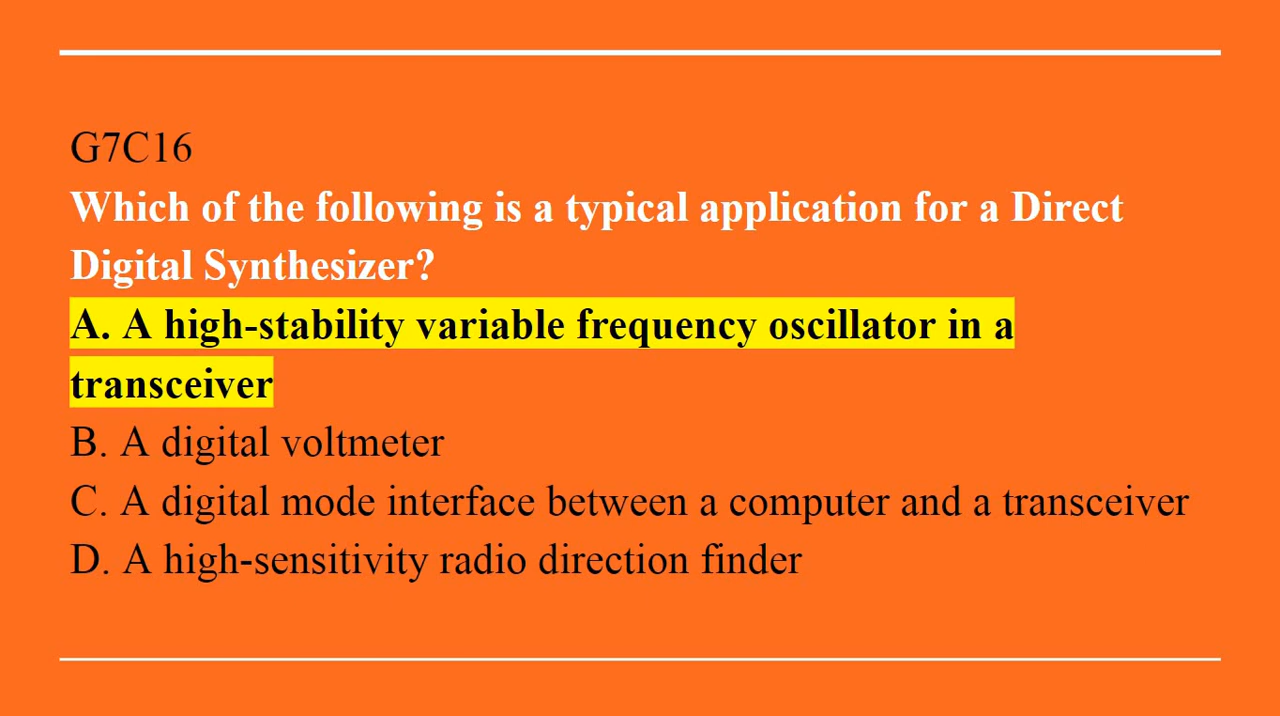 G7C16
Which of the following is a typical application for a Direct
Digital Synthesizer?
A. A high-stability variable frequency oscillator in a
transceiver
B. A digital voltmeter
C. A digital mode interface between a computer and a transceiver
D. A high-sensitivity radio direction finder